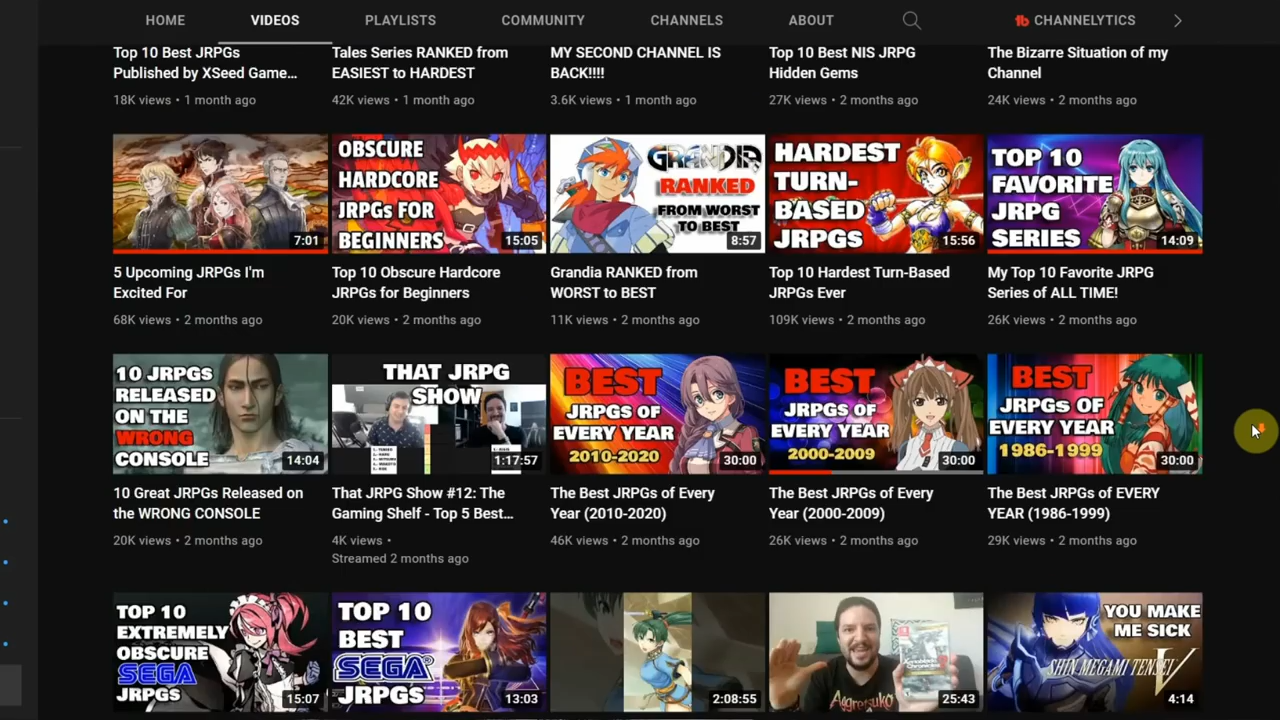 HOME VIDEOS PLAYLISTS COMMUNITY CHANNELS ABOUT CHANNELYTICS
Top 10 Best JRPGs
Published by XSeed Game...
18K views • 1 month ago
Tales Series RANKED from
EASIEST to HARDEST
42K views • 1 month ago
MY SECOND CHANNEL IS
BACK!!!!
3.6K views • 1 month ago
Top 10 Best NIS JRPG
Hidden Gems
27K views • 2 months ago
The Bizarre Situation of my
Channel
24K views • 2 months ago
7:01
5 Upcoming JRPGs I'm
Excited For
68K views • 2 months ago
OBSCURE
HARDCORE
JRPGs FOR
BEGINNERS
15:05
Top 10 Obscure Hardcore
JRPGs for Beginners
20K views • 2 months ago
GRANDIA
RANKED
FROM WORST
TO BEST
8:57
Grandia RANKED from
WORST to BEST
11K views • 2 months ago
HARDEST
TURN-
BASED
JRPGS
15:56
Top 10 Hardest Turn-Based
JRPGs Ever
109K views • 2 months ago
TOP 10
FAVORITE
JRPG
SERIES
14:09
My Top 10 Favorite JRPG
Series of ALL TIME!
26K views • 2 months ago
10 JRPGS
RELEASED
ON THE
WRONG
CONSOLE
14:04
10 Great JRPGs Released on
the WRONG CONSOLE
20K views • 2 months ago
THAT JRPG
SHOW
1:17:57
That JRPG Show #12: The
Gaming Shelf - Top 5 Best...
4K views •
Streamed 2 months ago
BEST
JRPGS OF
EVERY YEAR
2010-2020
30:00
The Best JRPGs of Every
Year (2010-2020)
46K views • 2 months ago
BEST
JRPGS OF
EVERY YEAR
2000-2009
30:00
The Best JRPGs of Every
Year (2000-2009)
26K views • 2 months ago
BEST
JRPGs OF
EVERY YEAR
1986-1999
30:00
The Best JRPGs of EVERY
YEAR (1986-1999)
29K views • 2 months ago
TOP 10
EXTREMELY
OBSCURE
SEGA
JRPGS
15:07
TOP 10
BEST
SEGA
JRPGS
13:03
2:08:55
Xenoblade
Aggretsuko
25:43
YOU MAKE
ME SICK
SHIN MEGAMI TENSEI
V
4:14